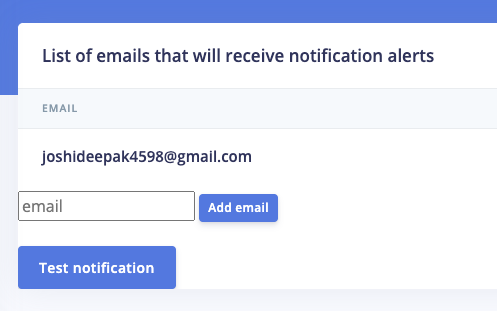 List of emails that will receive notification alerts
EMAIL
joshideepak4598@gmail.com
email Add email
Test notification